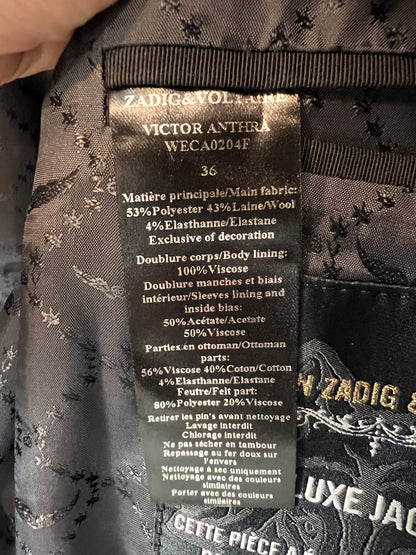 ZADIG&VOLTAIRE
VICTOR ANTHRA
WECA0204F
36
Matière principale/Main fabric:
53%Polyester 43%Laine/Wool
4%Elasthanne/Elastane
Exclusive of decoration
Doublure corps/Body lining:
100%Viscose
Doublure manches et biais
intérieur/Sleeves lining and
inside bias:
50%Acétate/Acetate
50%Viscose
Parties en ottoman/Ottoman
parts:
56%Viscose 40%Coton/Cotton
4%Elasthanne/Elastane
Feutre/Felt part:
80%Polyester 20%Viscose
Retirer les pin's avant nettoyage
Lavage interdit
Chlorage interdit
Ne pas sécher en tambour
Repassage au fer doux sur
l'envers
Nettoyage à sec uniquement
Nettoyage avec des couleurs
similaires
Porter avec des couleurs
similaires
N ZADIG &
LUXE JAC
CETTE PIÈCE